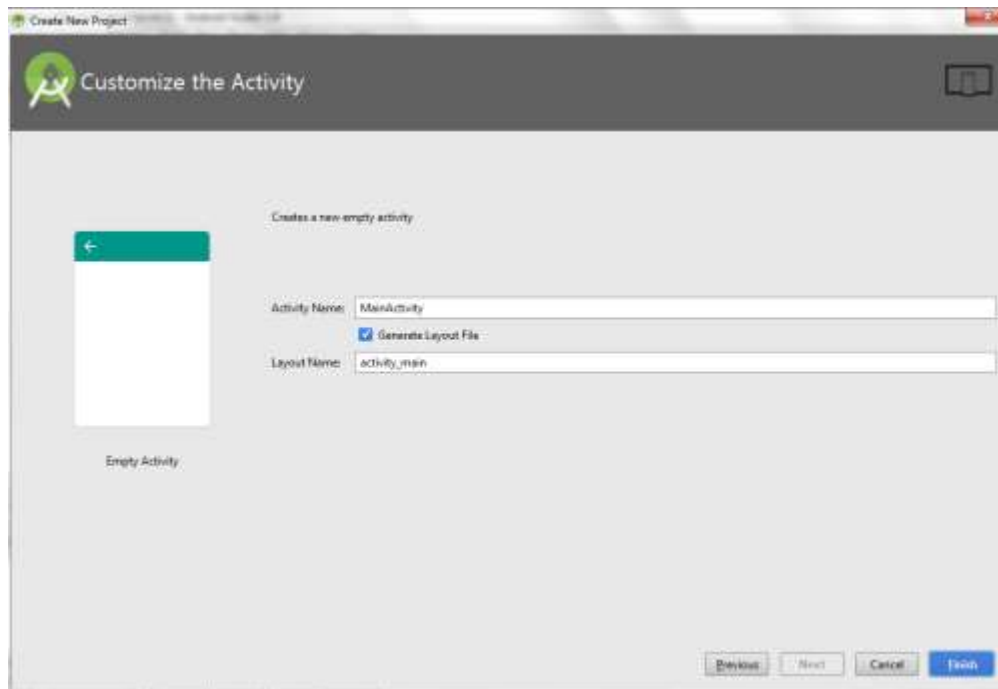 Create New Project
Customize the Activity
Creates a new empty activity
Activity Name: MainActivity
Generate Layout File
Layout Name: activity_main
Empty Activity
Previous Next Cancel Finish